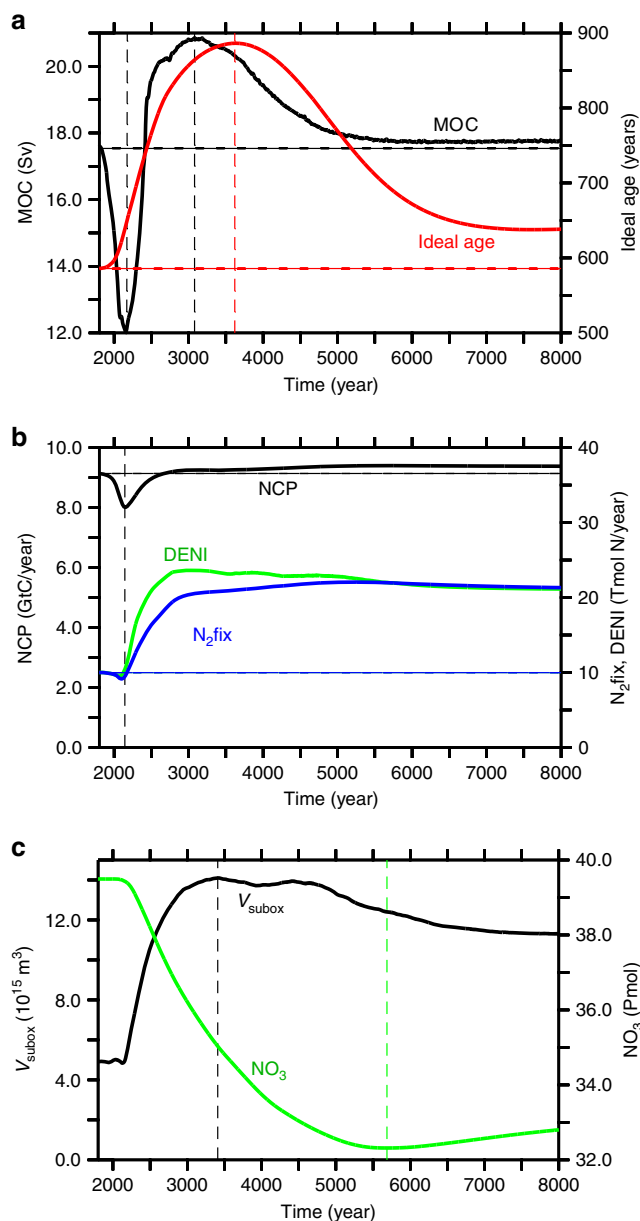 a
20.0
18.0
16.0
14.0
12.0
MOC (Sv)
900
800
700
600
500
Ideal age (years)
MOC
Ideal age
2000 3000 4000 5000 6000 7000 8000
Time (year)
b
10.0
8.0
6.0
4.0
2.0
0.0
NCP (GtC/year)
40
30
20
10
0
N₂fix, DENI (Tmol N/year)
NCP
DENI
N₂fix
2000 3000 4000 5000 6000 7000 8000
Time (year)
c
12.0
8.0
4.0
0.0
V_subox (10¹⁵ m³)
40.0
38.0
36.0
34.0
32.0
NO₃ (Pmol)
V_subox
NO₃
2000 3000 4000 5000 6000 7000 8000
Time (year)